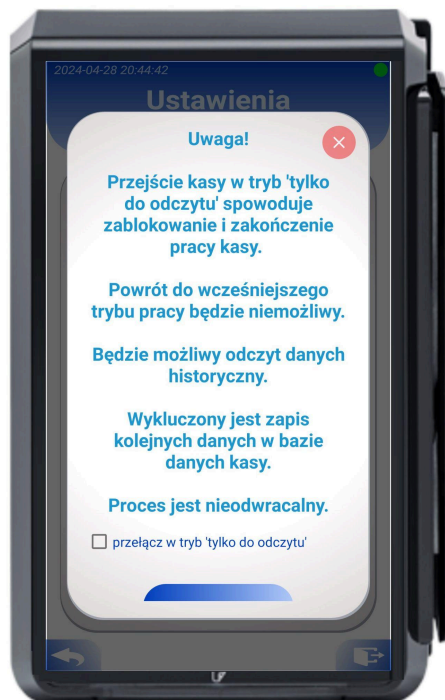 2024-04-28 20:44:42
Ustawienia
Uwaga!
Przejście kasy w tryb 'tylko
do odczytu' spowoduje
zablokowanie i zakończenie
pracy kasy.
Powrót do wcześniejszego
trybu pracy będzie niemożliwy.
Będzie możliwy odczyt danych
historyczny.
Wykluczony jest zapis
kolejnych danych w bazie
danych kasy.
Proces jest nieodwracalny.
przełącz w tryb 'tylko do odczytu'